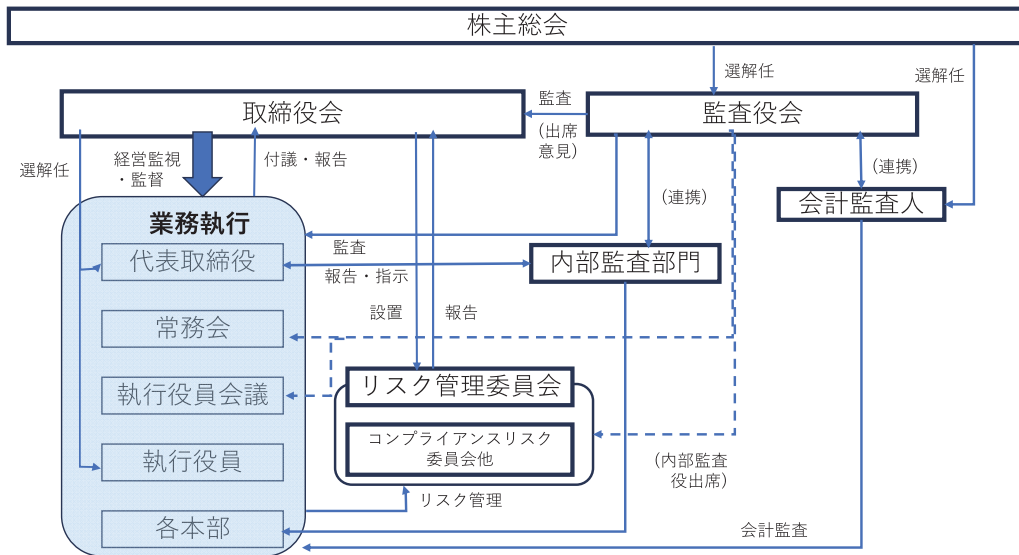 株主総会
選解任
選解任
取締役会
監査
(出席
意見)
監査役会
選解任
経営監視
・監督
付議・報告
(連携)
(連携)
会計監査人
業務執行
代表取締役
監査
報告・指示
内部監査部門
設置
報告
常務会
執行役員会議
リスク管理委員会
コンプライアンスリスク
委員会他
執行役員
(内部監査
役出席)
リスク管理
各本部
会計監査